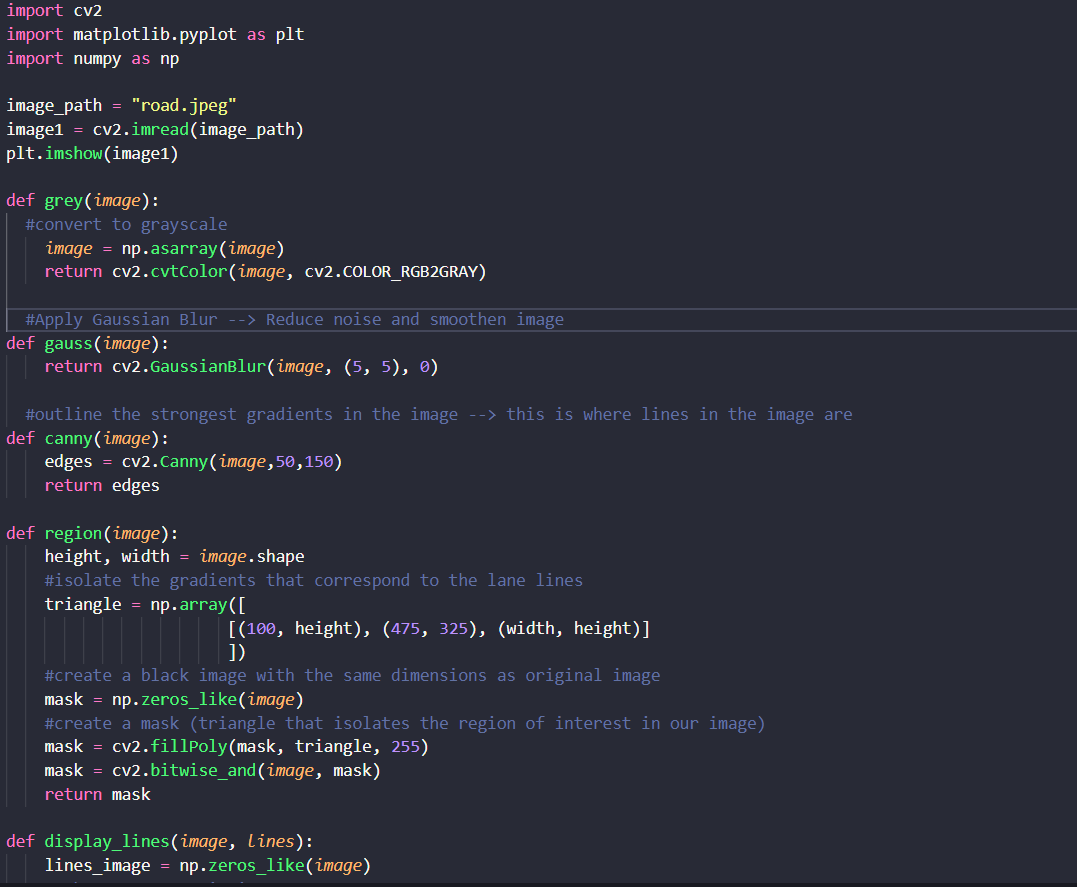 import cv2
import matplotlib.pyplot as plt
import numpy as np

image_path = "road.jpeg"
image1 = cv2.imread(image_path)
plt.imshow(image1)

def grey(image):
  #convert to grayscale
    image = np.asarray(image)
    return cv2.cvtColor(image, cv2.COLOR_RGB2GRAY)

  #Apply Gaussian Blur --> Reduce noise and smoothen image
def gauss(image):
    return cv2.GaussianBlur(image, (5, 5), 0)

  #outline the strongest gradients in the image --> this is where lines in the image are
def canny(image):
    edges = cv2.Canny(image,50,150)
    return edges

def region(image):
    height, width = image.shape
    #isolate the gradients that correspond to the lane lines
    triangle = np.array([
                       [(100, height), (475, 325), (width, height)]
                       ])
    #create a black image with the same dimensions as original image
    mask = np.zeros_like(image)
    #create a mask (triangle that isolates the region of interest in our image)
    mask = cv2.fillPoly(mask, triangle, 255)
    mask = cv2.bitwise_and(image, mask)
    return mask

def display_lines(image, lines):
    lines_image = np.zeros_like(image)